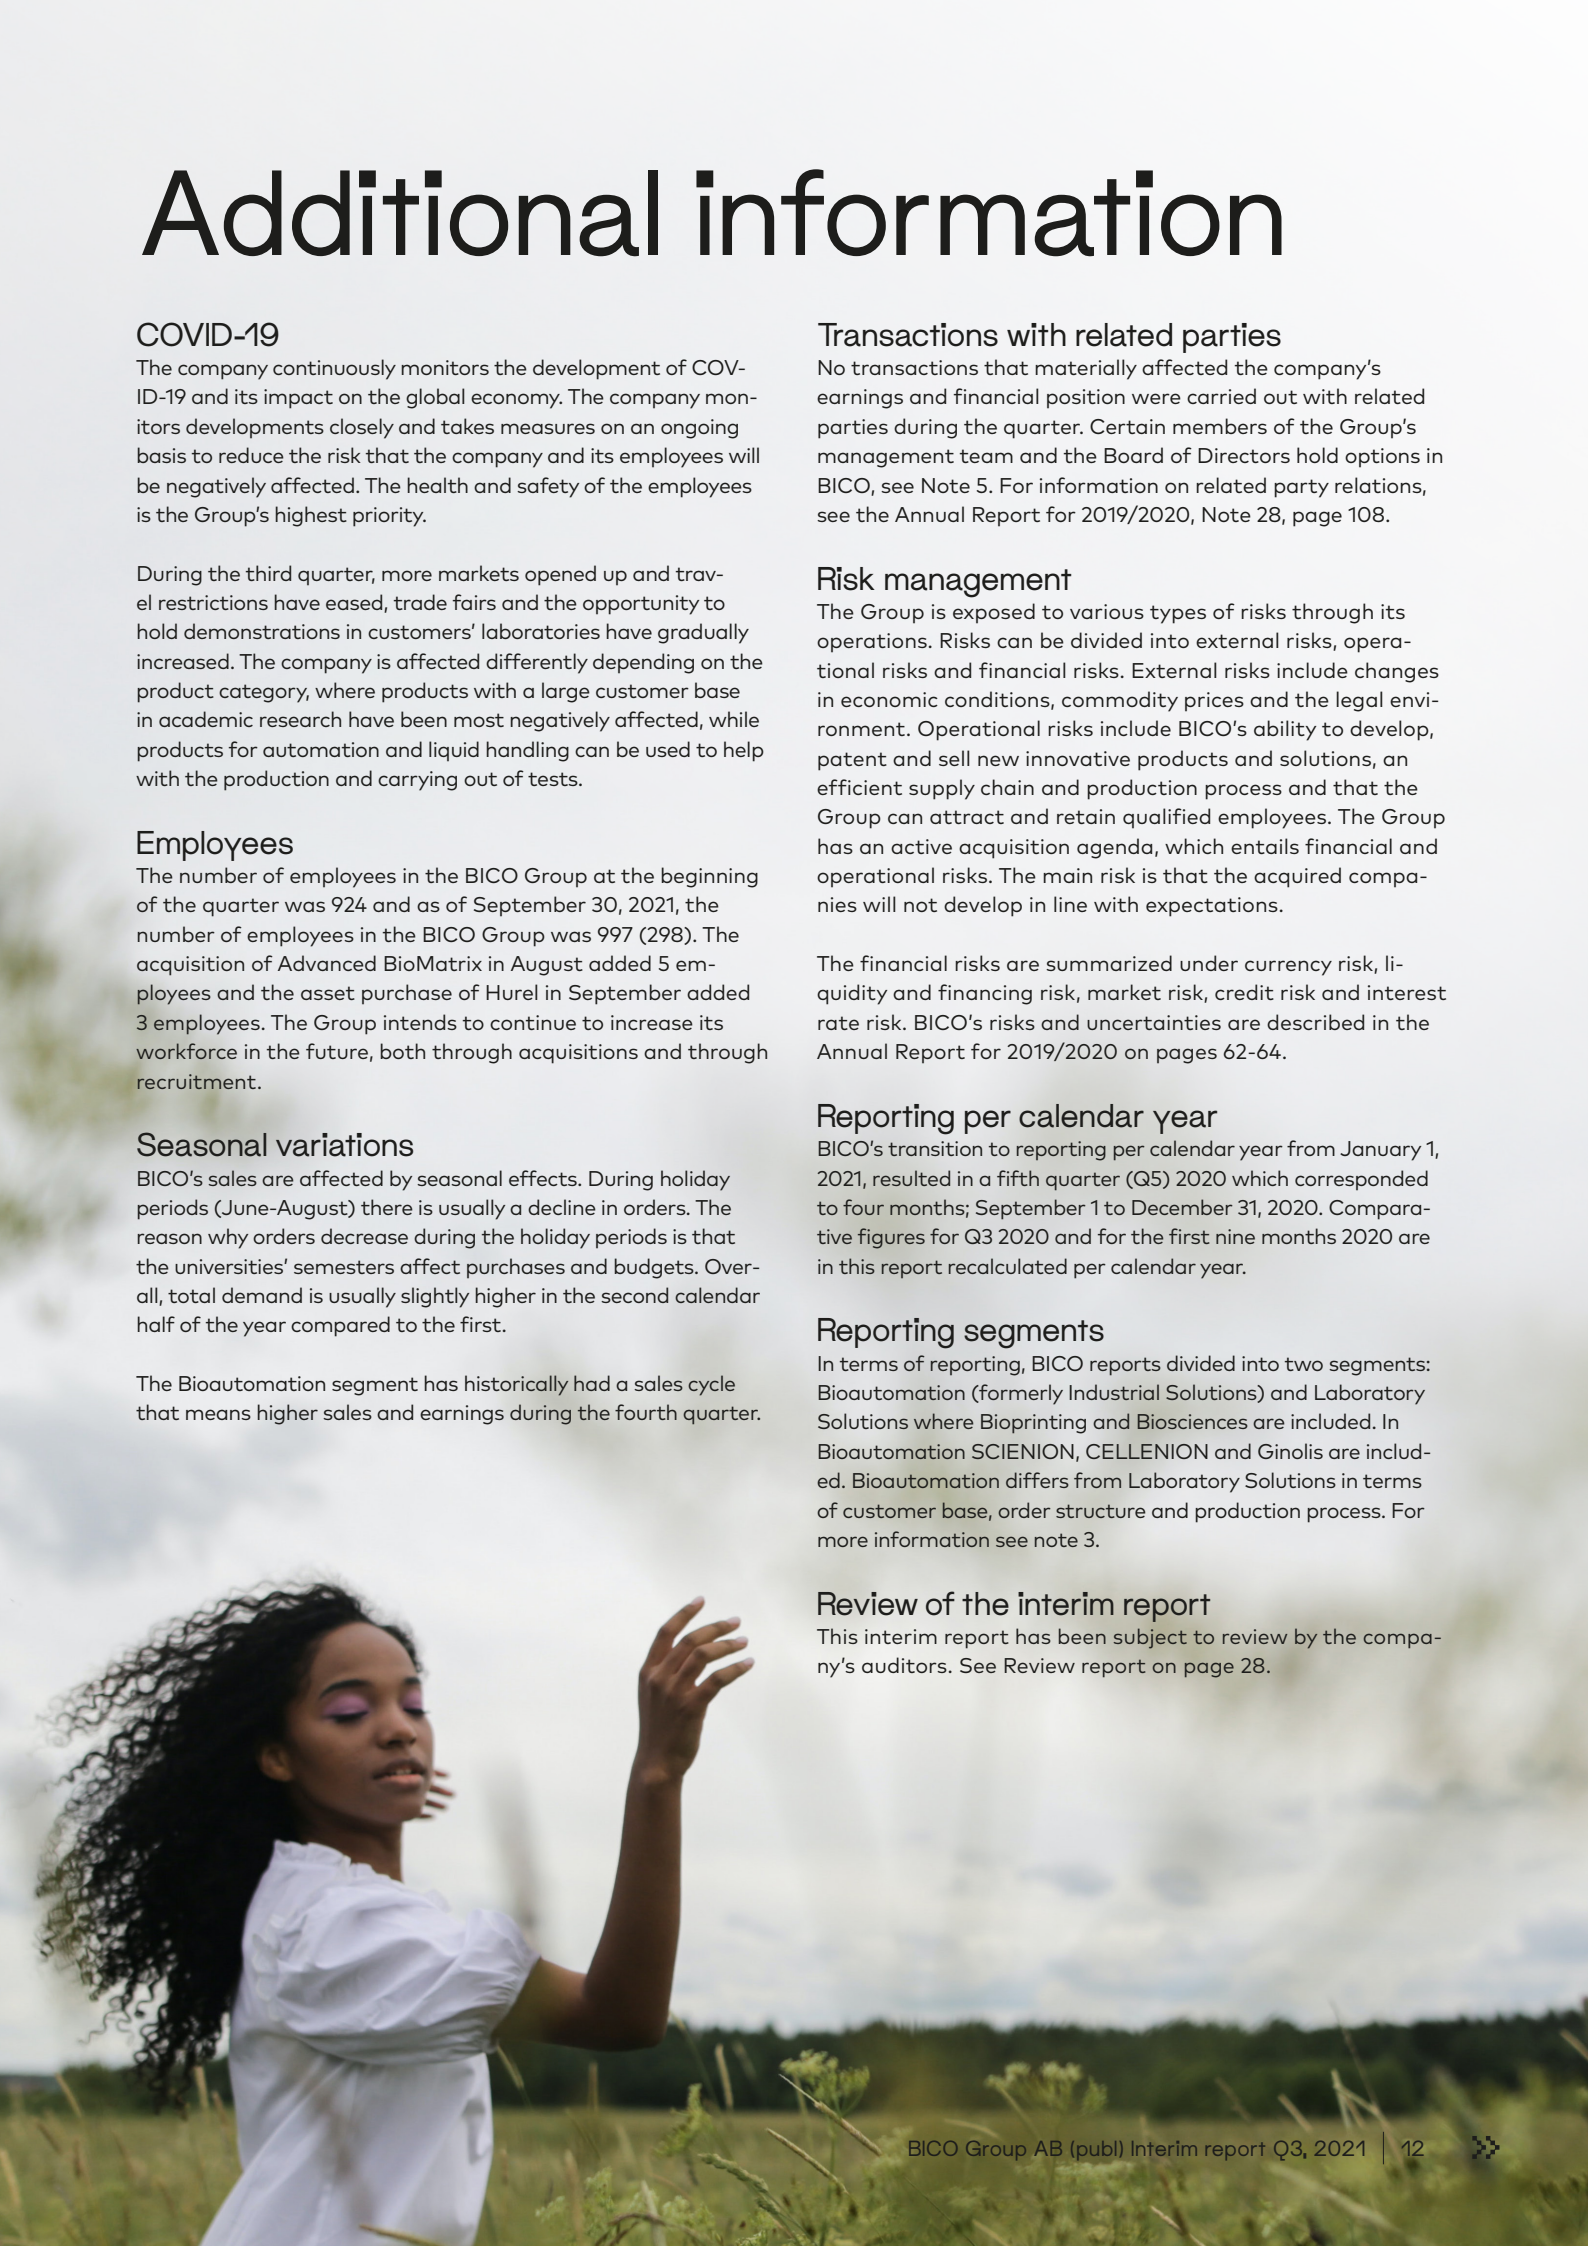 Additional information
COVID-19
The company continuously monitors the development of COV-
ID-19 and its impact on the global economy. The company mon-
itors developments closely and takes measures on an ongoing
basis to reduce the risk that the company and its employees will
be negatively affected. The health and safety of the employees
is the Group's highest priority.
During the third quarter, more markets opened up and trav-
el restrictions have eased, trade fairs and the opportunity to
hold demonstrations in customers' laboratories have gradually
increased. The company is affected differently depending on the
product category, where products with a large customer base
in academic research have been most negatively affected, while
products for automation and liquid handling can be used to help
with the production and carrying out of tests.
Employees
The number of employees in the BICO Group at the beginning
of the quarter was 924 and as of September 30, 2021, the
number of employees in the BICO Group was 997 (298). The
acquisition of Advanced BioMatrix in August added 5 em-
ployees and the asset purchase of Hurel in September added
3 employees. The Group intends to continue to increase its
workforce in the future, both through acquisitions and through
recruitment.
Seasonal variations
BICO's sales are affected by seasonal effects. During holiday
periods (June-August) there is usually a decline in orders. The
reason why orders decrease during the holiday periods is that
the universities' semesters affect purchases and budgets. Over-
all, total demand is usually slightly higher in the second calendar
half of the year compared to the first.
The Bioautomation segment has historically had a sales cycle
that means higher sales and earnings during the fourth quarter.
Transactions with related parties
No transactions that materially affected the company's
earnings and financial position were carried out with related
parties during the quarter. Certain members of the Group's
management team and the Board of Directors hold options in
BICO, see Note 5. For information on related party relations,
see the Annual Report for 2019/2020, Note 28, page 108.
Risk management
The Group is exposed to various types of risks through its
operations. Risks can be divided into external risks, opera-
tional risks and financial risks. External risks include changes
in economic conditions, commodity prices and the legal envi-
ronment. Operational risks include BICO's ability to develop,
patent and sell new innovative products and solutions, an
efficient supply chain and production process and that the
Group can attract and retain qualified employees. The Group
has an active acquisition agenda, which entails financial and
operational risks. The main risk is that the acquired compa-
nies will not develop in line with expectations.
The financial risks are summarized under currency risk, li-
quidity and financing risk, market risk, credit risk and interest
rate risk. BICO's risks and uncertainties are described in the
Annual Report for 2019/2020 on pages 62-64.
Reporting per calendar year
BICO's transition to reporting per calendar year from January 1,
2021, resulted in a fifth quarter (Q5) 2020 which corresponded
to four months; September 1 to December 31, 2020. Compara-
tive figures for Q3 2020 and for the first nine months 2020 are
in this report recalculated per calendar year.
Reporting segments
In terms of reporting, BICO reports divided into two segments:
Bioautomation (formerly Industrial Solutions) and Laboratory
Solutions where Bioprinting and Biosciences are included. In
Bioautomation SCIENION, CELLENION and Ginolis are includ-
ed. Bioautomation differs from Laboratory Solutions in terms
of customer base, order structure and production process. For
more information see note 3.
Review of the interim report
This interim report has been subject to review by the compa-
ny's auditors. See Review report on page 28.
BICO Group AB (publ) Interim report Q3, 2021 | 12